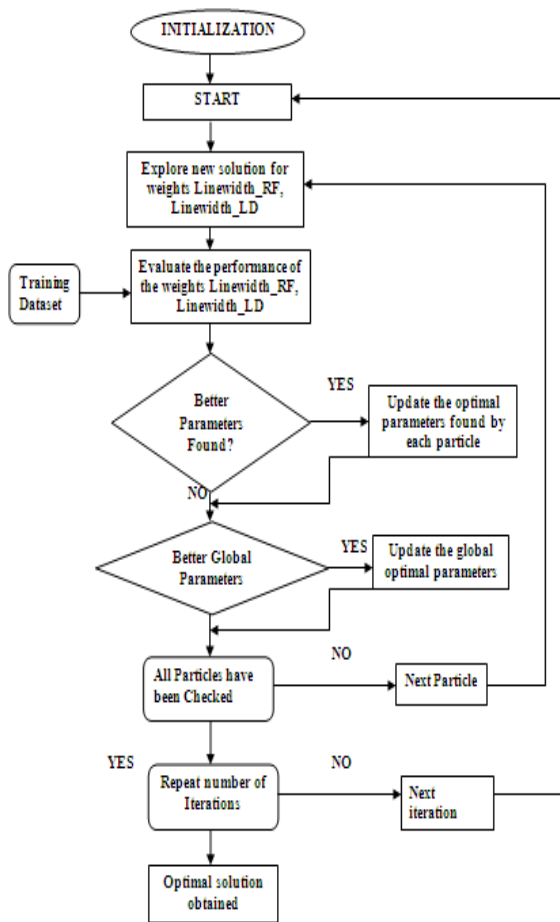 INITIALIZATION
START
Explore new solution for
weights Linewidth_RF,
Linewidth_LD
Training
Dataset
Evaluate the performance of
the weights Linewidth_RF,
Linewidth_LD
Better
Parameters
Found?
YES
Update the optimal
parameters found by
each particle
NO
Better Global
Parameters
YES
Update the global
optimal parameters
All Particles have
been Checked
NO
Next Particle
YES
Repeat number of
Iterations
NO
Next
iteration
Optimal solution
obtained